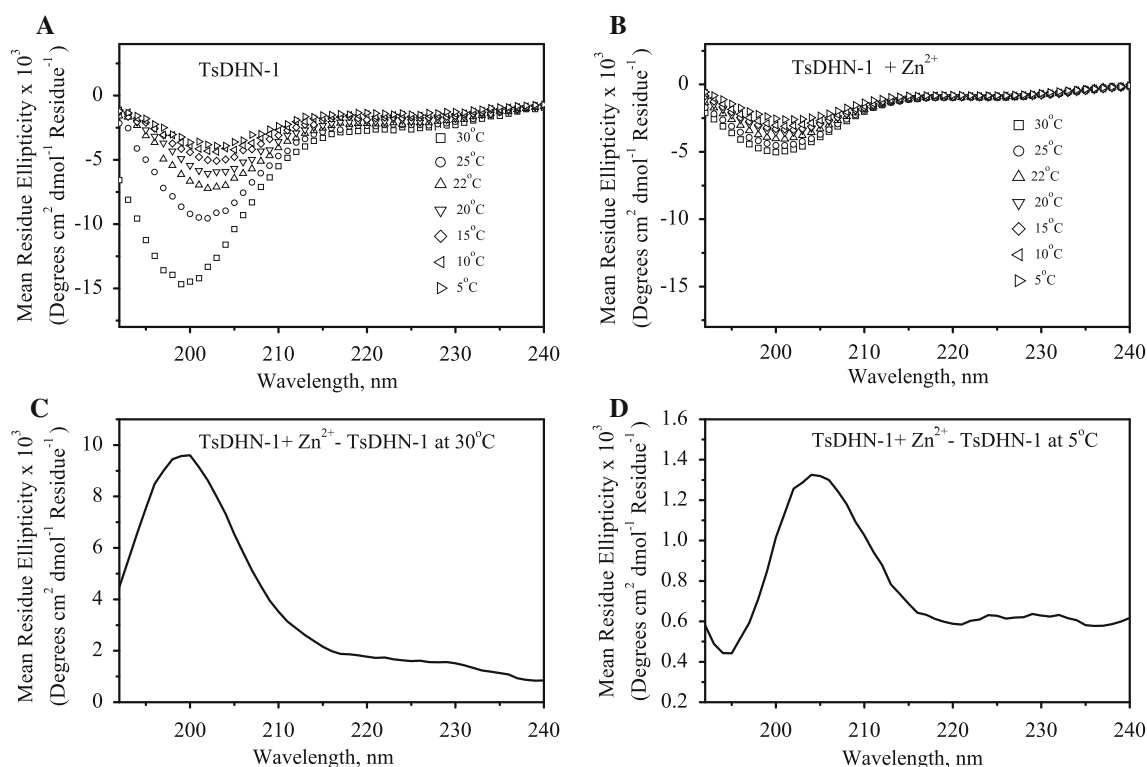 A
TsDHN-1
Mean Residue Ellipticity x 10³
(Degrees cm² dmol⁻¹ Residue⁻¹)
0
-5
-10
-15
30°C
25°C
22°C
20°C
15°C
10°C
5°C
200 210 220 230 240
Wavelength, nm
B
TsDHN-1 + Zn²⁺
Mean Residue Ellipticity x 10³
(Degrees cm² dmol⁻¹ Residue⁻¹)
0
-5
-10
-15
30°C
25°C
22°C
20°C
15°C
10°C
5°C
200 210 220 230 240
Wavelength, nm
C
TsDHN-1+ Zn²⁺- TsDHN-1 at 30°C
Mean Residue Ellipticity x 10³
(Degrees cm² dmol⁻¹ Residue⁻¹)
10
8
6
4
2
0
200 210 220 230 240
Wavelength, nm
D
TsDHN-1+ Zn²⁺- TsDHN-1 at 5°C
Mean Residue Ellipticity x 10³
(Degrees cm² dmol⁻¹ Residue⁻¹)
1.6
1.4
1.2
1.0
0.8
0.6
0.4
0.2
200 210 220 230 240
Wavelength, nm